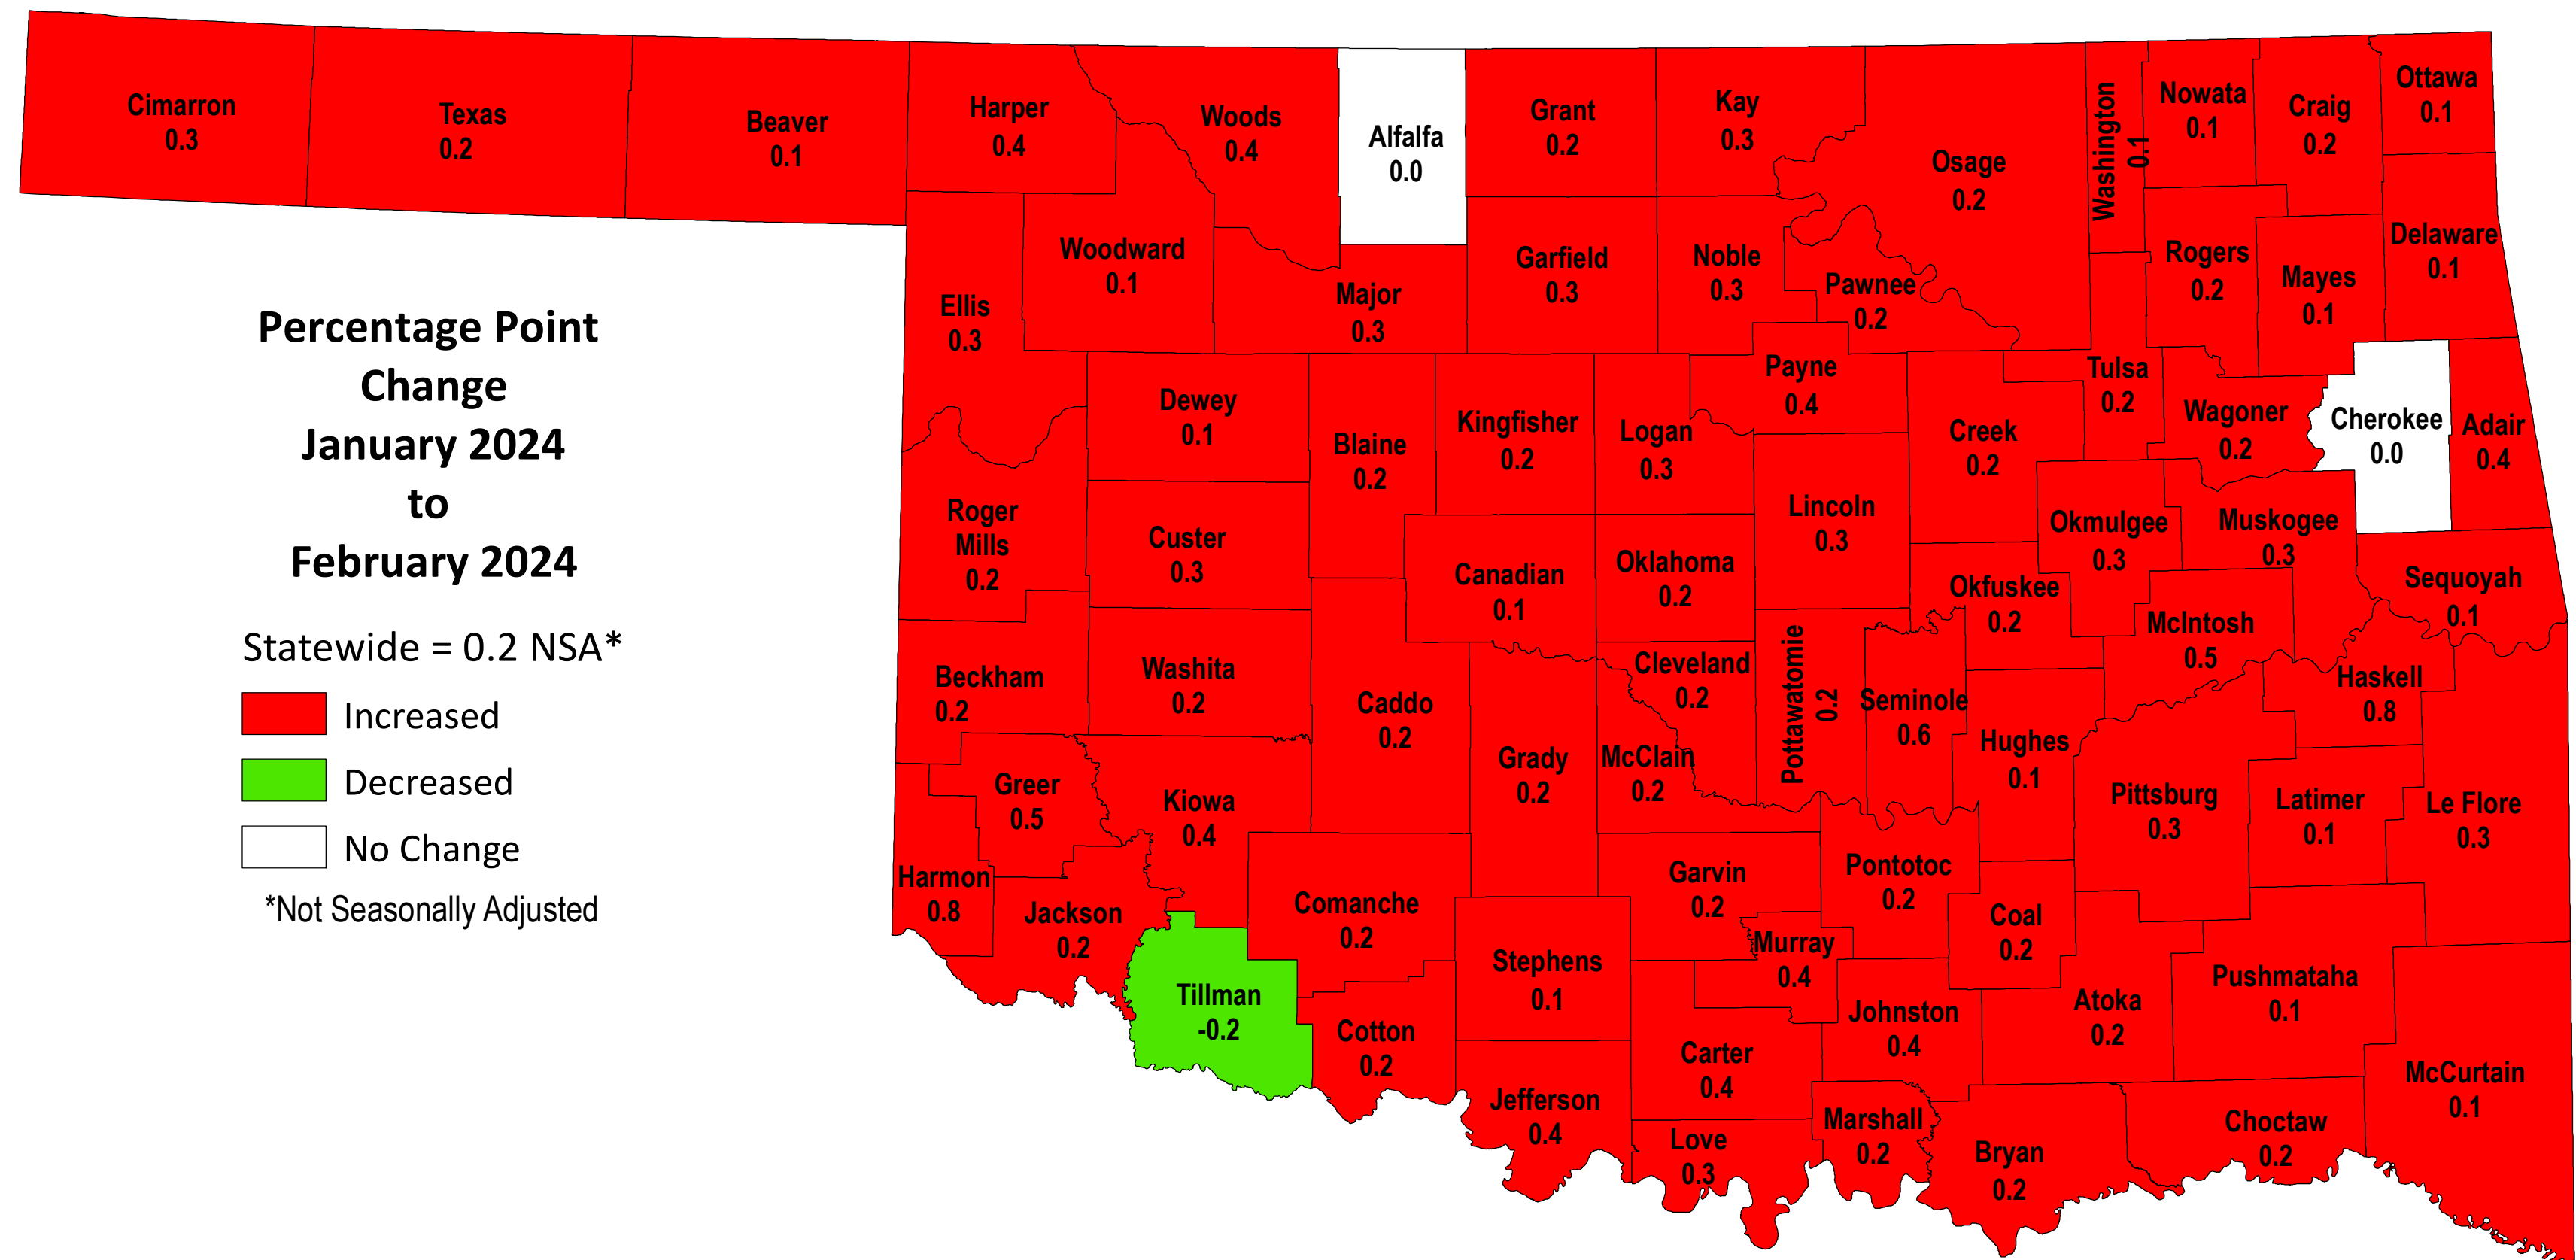 Percentage Point
Change
January 2024
to
February 2024
Statewide = 0.2 NSA*
Increased
Decreased
No Change
*Not Seasonally Adjusted
Cimarron
0.3
Texas
0.2
Beaver
0.1
Harper
0.4
Woods
0.4
Alfalfa
0.0
Grant
0.2
Kay
0.3
Osage
0.2
Washington
0.1
Nowata
0.1
Craig
0.2
Ottawa
0.1
Ellis
0.3
Woodward
0.1
Major
0.3
Garfield
0.3
Noble
0.3
Pawnee
0.2
Rogers
0.2
Mayes
0.1
Delaware
0.1
Dewey
0.1
Blaine
0.2
Kingfisher
0.2
Logan
0.3
Payne
0.4
Creek
0.2
Tulsa
0.2
Wagoner
0.2
Cherokee
0.0
Adair
0.4
Roger
Mills
0.2
Custer
0.3
Canadian
0.1
Oklahoma
0.2
Lincoln
0.3
Okfuskee
0.2
Okmulgee
0.3
Muskogee
0.3
McIntosh
0.5
Sequoyah
0.1
Beckham
0.2
Washita
0.2
Caddo
0.2
Grady
0.2
McClain
0.2
Cleveland
0.2
Pottawatomie
0.2
Seminole
0.6
Hughes
0.1
Pittsburg
0.3
Haskell
0.8
Latimer
0.1
Le Flore
0.3
Harmon
0.8
Greer
0.5
Kiowa
0.4
Jackson
0.2
Tillman
-0.2
Comanche
0.2
Cotton
0.2
Stephens
0.1
Jefferson
0.4
Garvin
0.2
Murray
0.4
Pontotoc
0.2
Coal
0.2
Carter
0.4
Love
0.3
Johnston
0.4
Marshall
0.2
Atoka
0.2
Bryan
0.2
Pushmataha
0.1
Choctaw
0.2
McCurtain
0.1